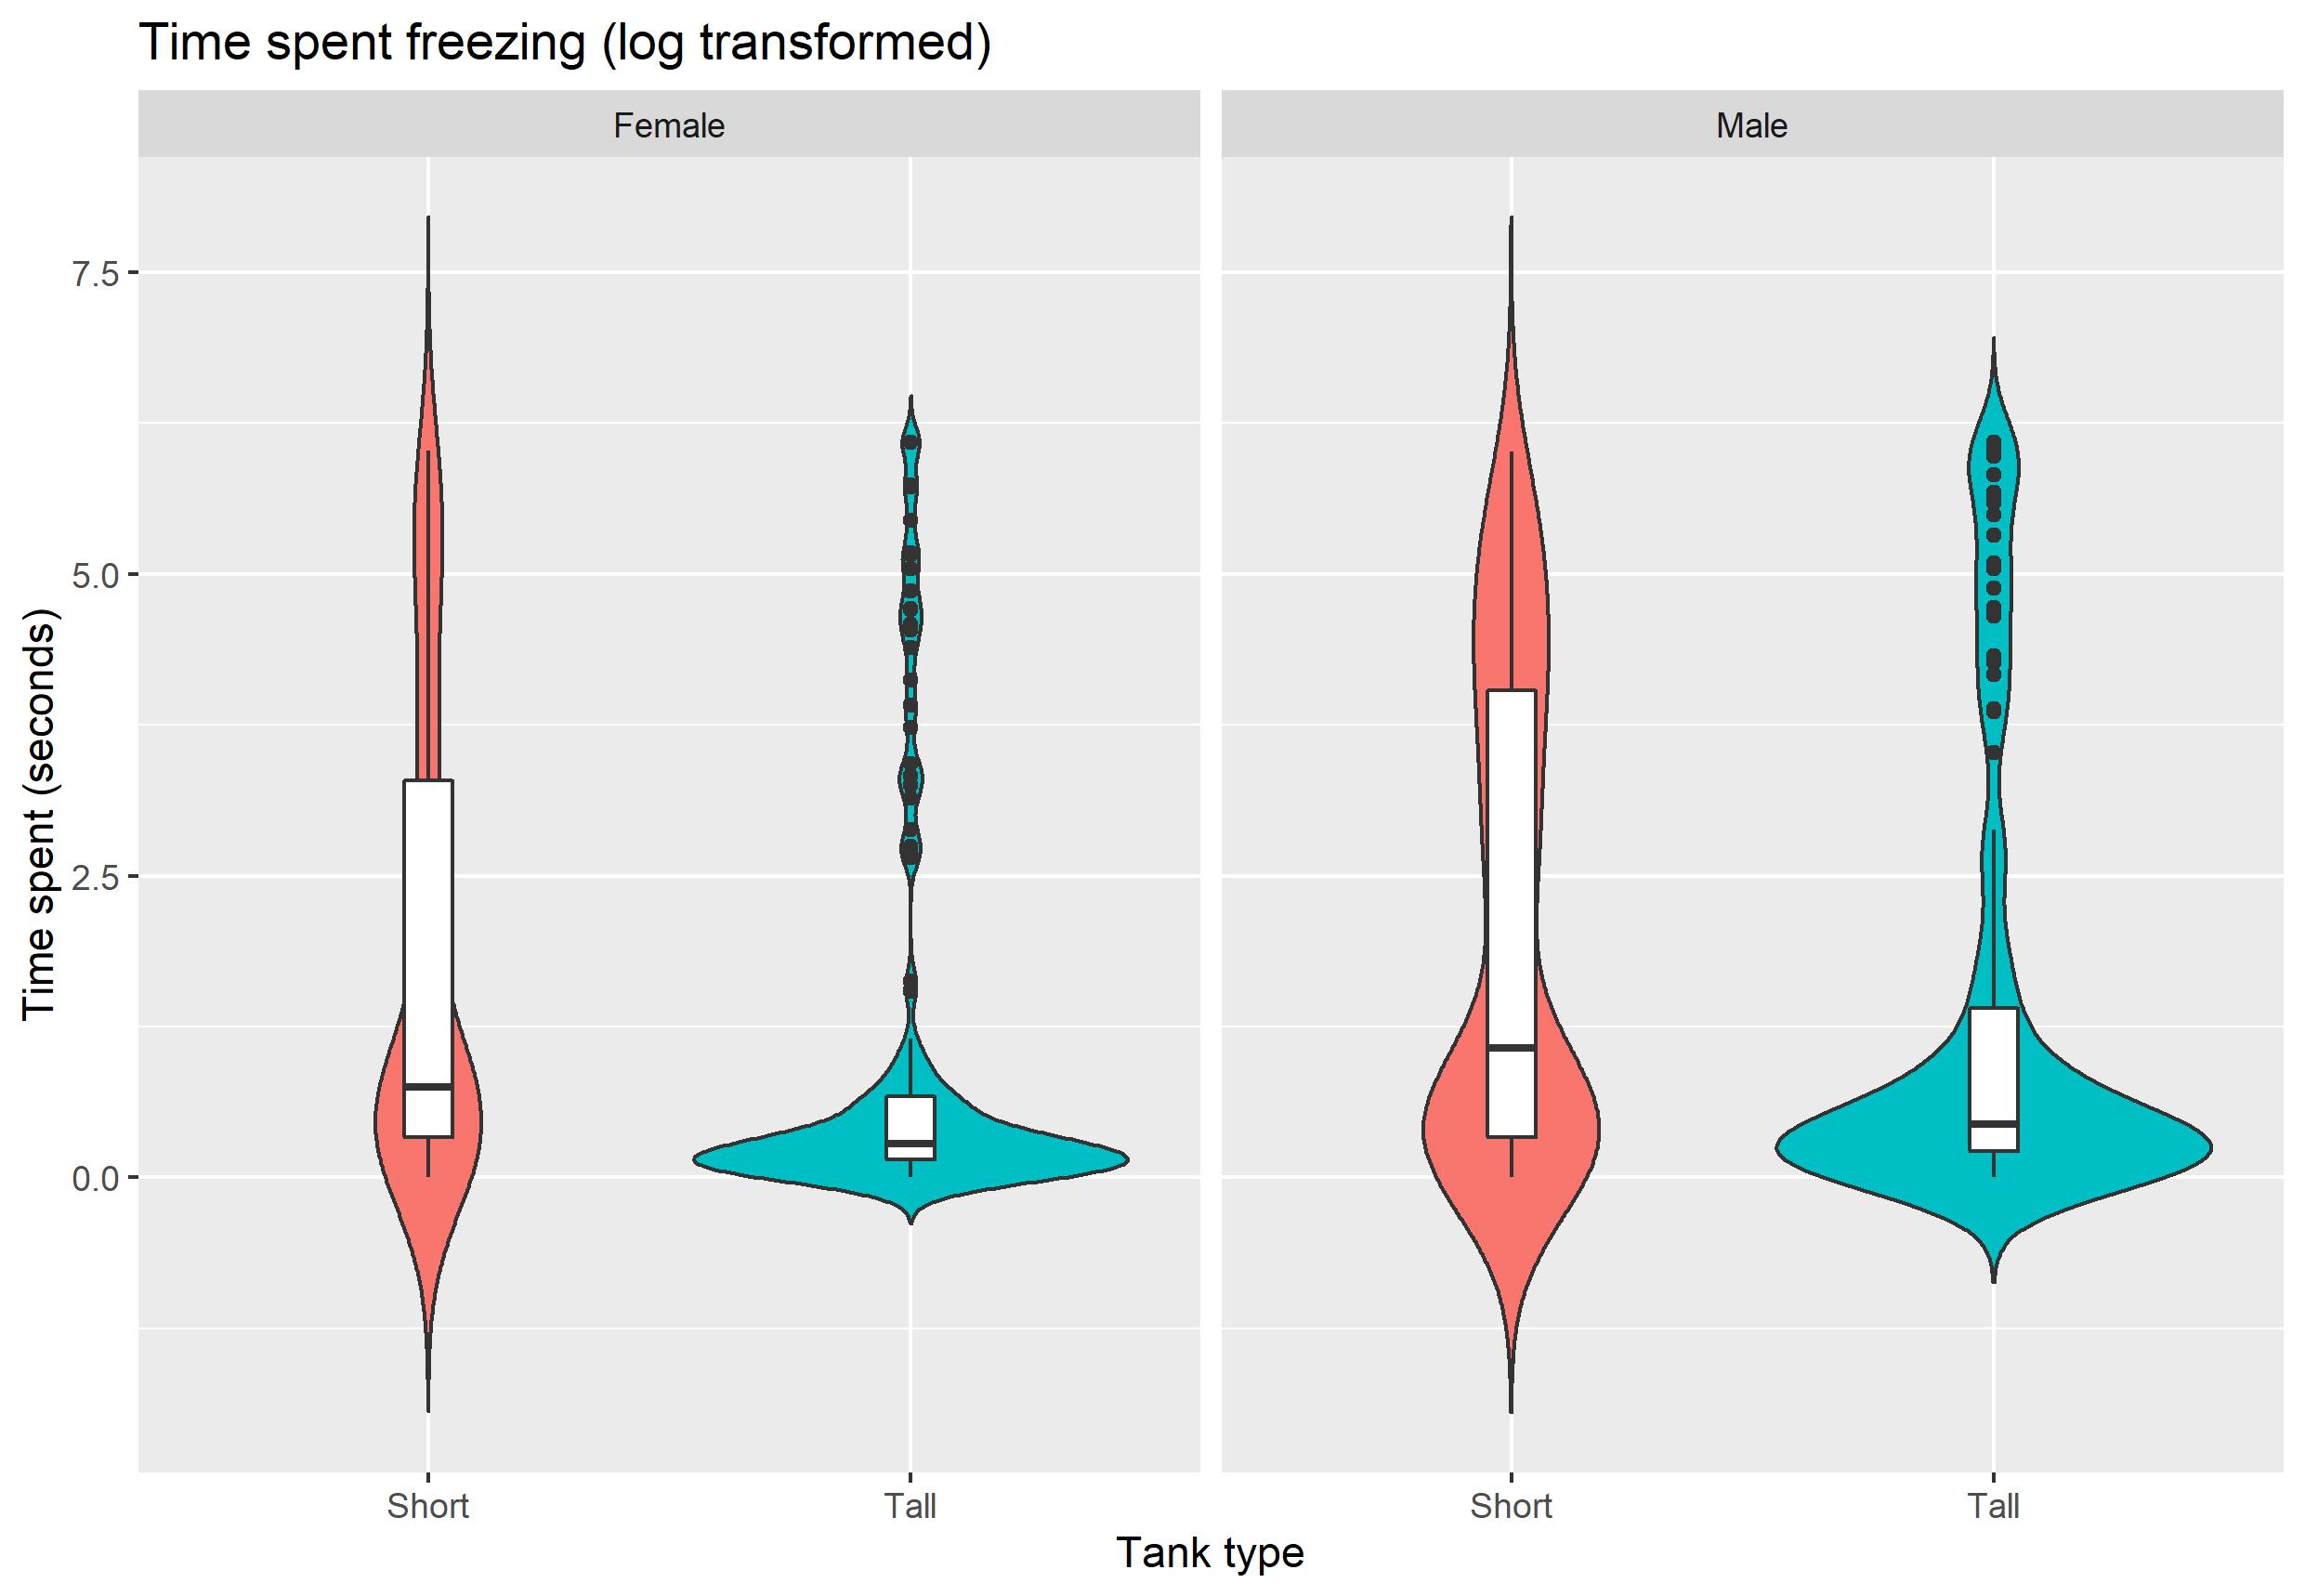 Time spent freezing (log transformed)
Female
Male
Time spent (seconds)
7.5
5.0
2.5
0.0
Short
Tall
Short
Tall
Tank type